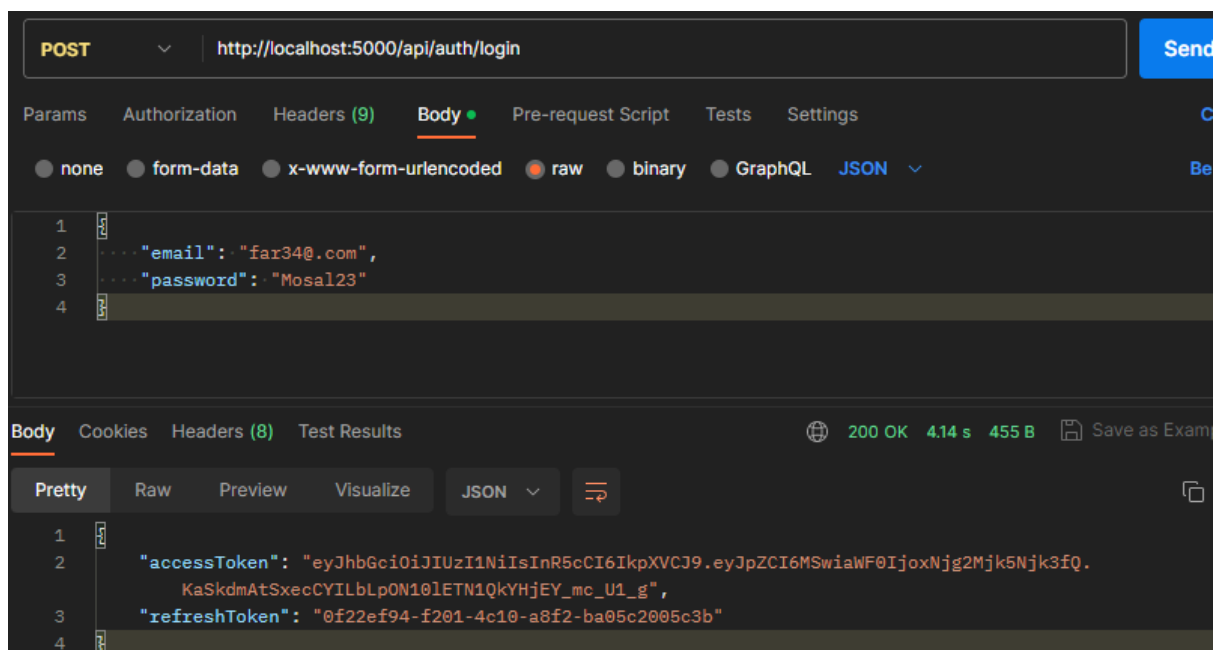 POST http://localhost:5000/api/auth/login Send
Params Authorization Headers (9) Body Pre-request Script Tests Settings C
none form-data x-www-form-urlencoded raw binary GraphQL JSON Be
1 {
2 "email": "far34@.com",
3 "password": "Mosal23"
4 }
Body Cookies Headers (8) Test Results 200 OK 4.14 s 455 B Save as Examp
Pretty Raw Preview Visualize JSON
1 {
2 "accessToken": "eyJhbGciOiJIUzI1NiIsInR5cCI6IkpXVCJ9.eyJpZCI6MSwiaWF0IjoxNjg2Mjk5Njk3fQ.
KaSkdmAtSxecCYILbLpON10lETN1QkYHjEY_mc_U1_g",
3 "refreshToken": "0f22ef94-f201-4c10-a8f2-ba05c2005c3b"
4 }